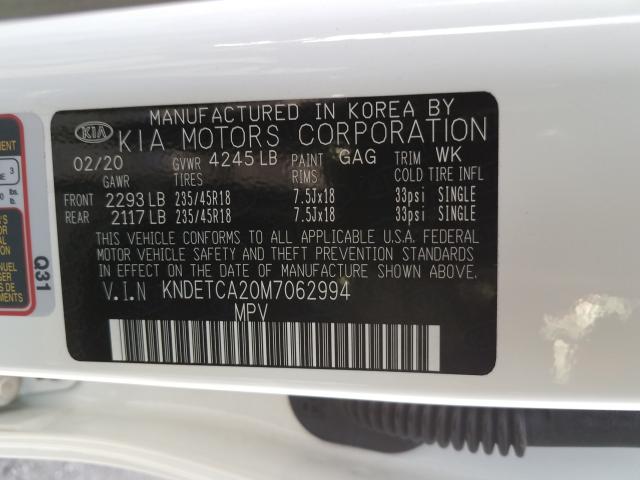 MANUFACTURED IN KOREA BY
KIA KIA MOTORS CORPORATION
02/20 GVWR 4245 LB PAINT GAG TRIM WK
GAWR TIRES RIMS COLD TIRE INFL
FRONT 2293 LB 235/45R18 7.5Jx18 33psi SINGLE
REAR 2117 LB 235/45R18 7.5Jx18 33psi SINGLE
THIS VEHICLE CONFORMS TO ALL APPLICABLE U.S.A. FEDERAL
MOTOR VEHICLE SAFETY AND THEFT PREVENTION STANDARDS
IN EFFECT ON THE DATE OF MANUFACTURE SHOWN ABOVE.
V.I.N KNDETCA20M7062994
MPV
Q31